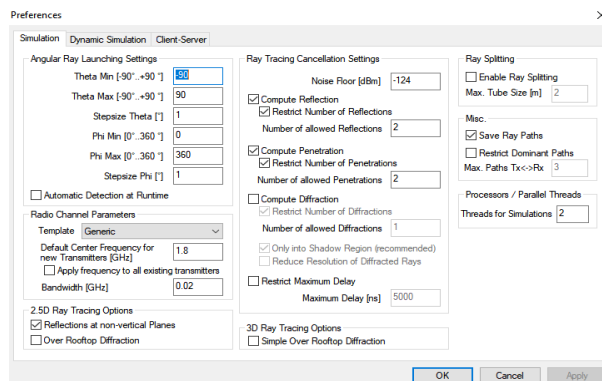 Preferences
Simulation Dynamic Simulation Client-Server
Angular Ray Launching Settings
Theta Min [-90°..+90 °] -90
Theta Max [-90°..+90 °] 90
Stepsize Theta [°] 1
Phi Min [0°..360 °] 0
Phi Max [0°..360 °] 360
Stepsize Phi [°] 1
Automatic Detection at Runtime
Radio Channel Parameters
Template Generic
Default Center Frequency for
new Transmitters [GHz] 1.8
Apply frequency to all existing transmitters
Bandwidth [GHz] 0.02
2.5D Ray Tracing Options
Reflections at non-vertical Planes
Over Rooftop Diffraction
Ray Tracing Cancellation Settings
Noise Floor [dBm] -124
Compute Reflection
Restrict Number of Reflections
Number of allowed Reflections 2
Compute Penetration
Restrict Number of Penetrations
Number of allowed Penetrations 2
Compute Diffraction
Restrict Number of Diffractions
Number of allowed Diffractions 1
Only into Shadow Region (recommended)
Reduce Resolution of Diffracted Rays
Restrict Maximum Delay
Maximum Delay [ns] 5000
3D Ray Tracing Options
Simple Over Rooftop Diffraction
Ray Splitting
Enable Ray Splitting
Max. Tube Size [m] 2
Misc.
Save Ray Paths
Restrict Dominant Paths
Max. Paths Tx<->Rx 3
Processors / Parallel Threads
Threads for Simulations 2
OK Cancel Apply